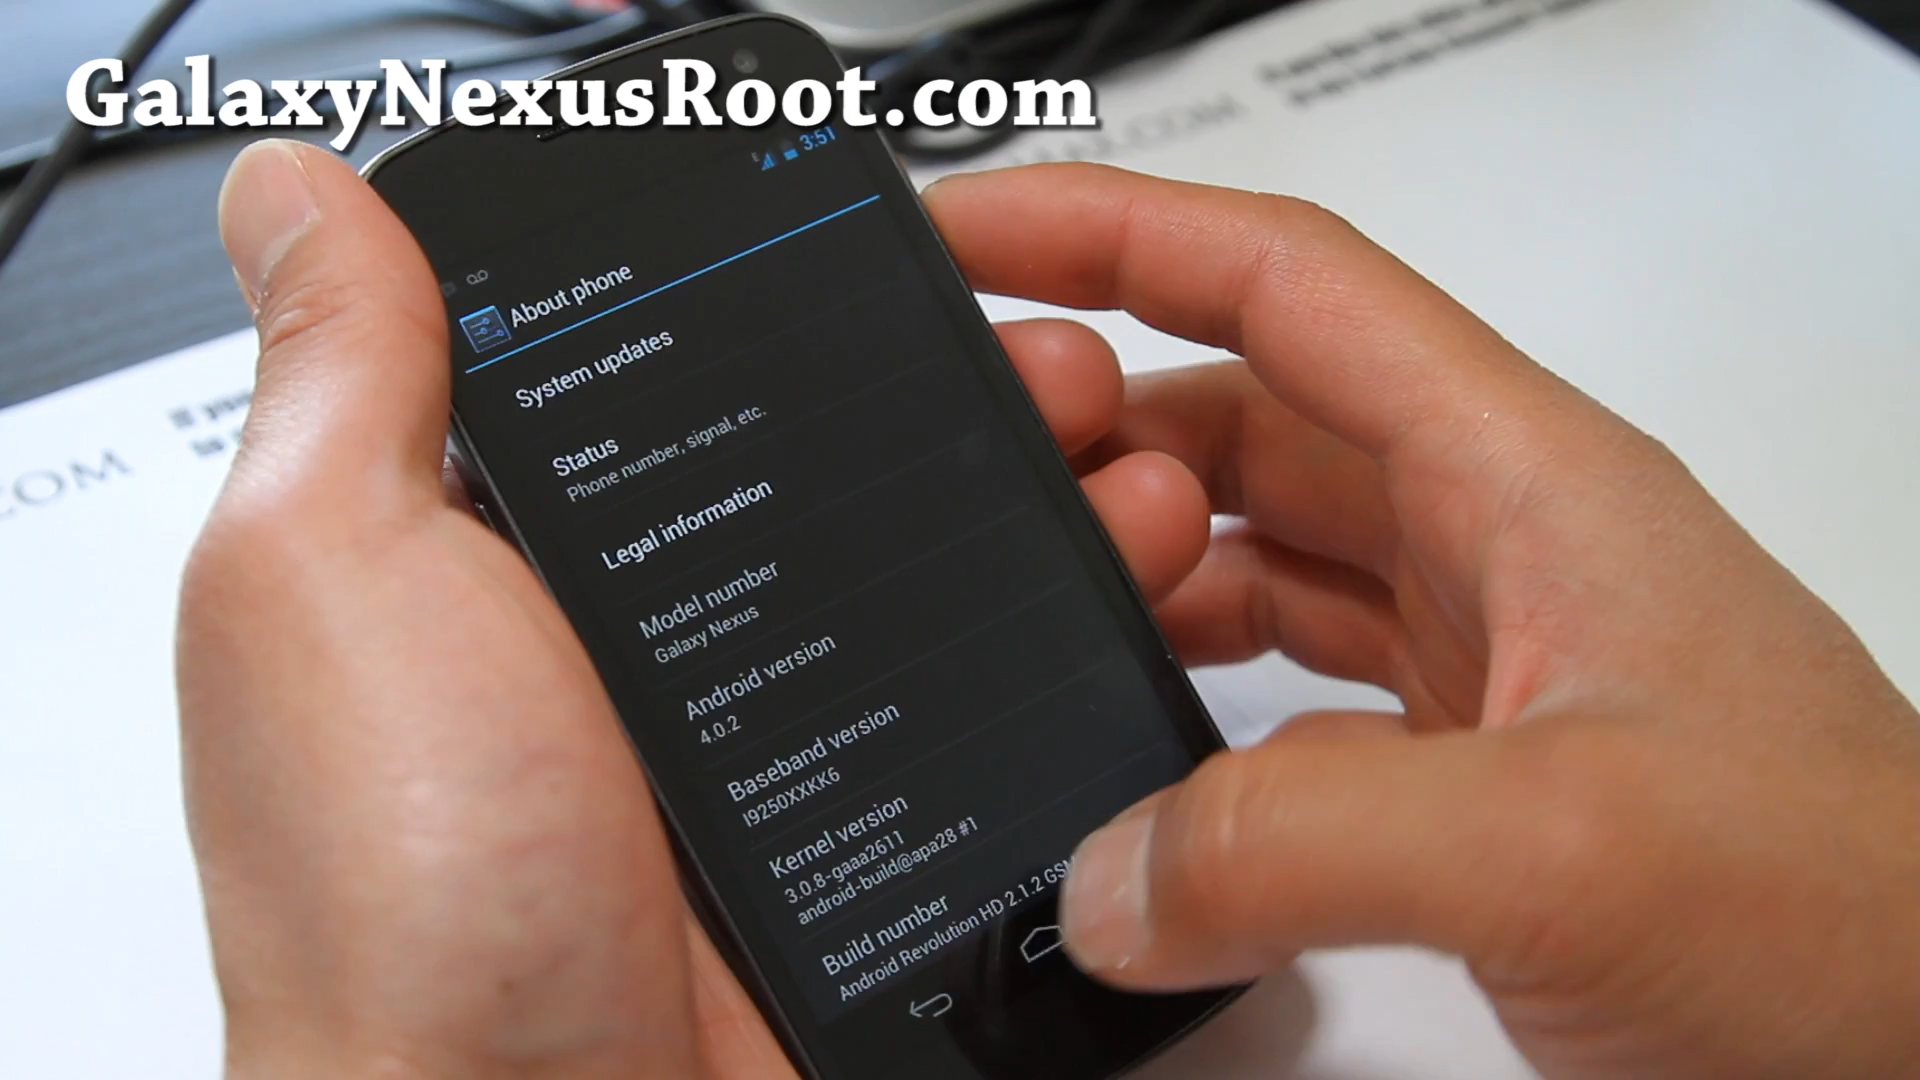 GalaxyNexusRoot.com
3:51
About phone
System updates
Status
Phone number, signal, etc.
Legal information
Model number
Galaxy Nexus
Android version
4.0.2
Baseband version
I9250XXKK6
Kernel version
3.0.8-gaaa2611
android-build@apa28 #1
Build number
Android Revolution HD 2.1.2 GSM
.COM